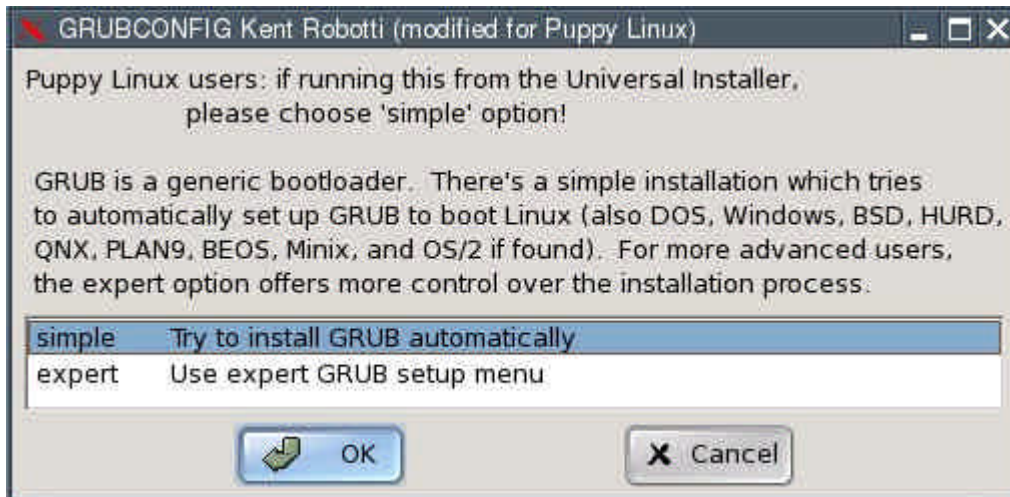 GRUBCONFIG Kent Robotti (modified for Puppy Linux)
Puppy Linux users: if running this from the Universal Installer,
please choose 'simple' option!
GRUB is a generic bootloader. There's a simple installation which tries
to automatically set up GRUB to boot Linux (also DOS, Windows, BSD, HURD,
QNX, PLAN9, BEOS, Minix, and OS/2 if found). For more advanced users,
the expert option offers more control over the installation process.
simple Try to install GRUB automatically
expert Use expert GRUB setup menu
OK Cancel